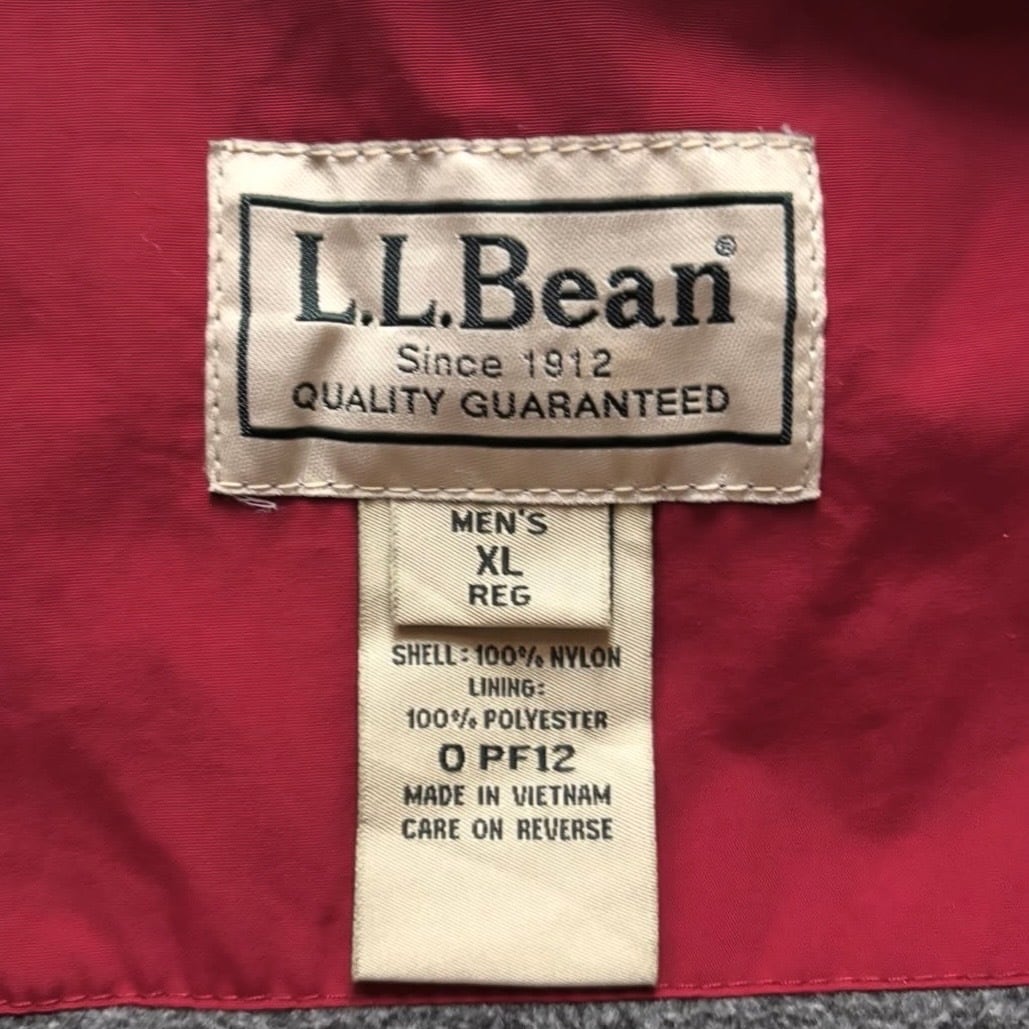 L.L.Bean®
Since 1912
QUALITY GUARANTEED
MEN'S
XL
REG
SHELL: 100% NYLON
LINING:
100% POLYESTER
0 PF12
MADE IN VIETNAM
CARE ON REVERSE